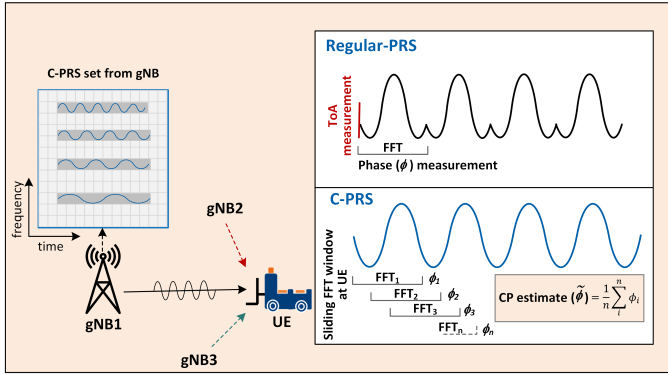 C-PRS set from gNB
frequency
time
gNB1
gNB2
gNB3
UE
Regular-PRS
ToA
measurement
FFT
Phase (ϕ) measurement
C-PRS
Sliding FFT window
at UE
FFT₁ ϕ₁
FFT₂ ϕ₂
FFT₃ ϕ₃
FFTₙ ϕₙ
CP estimate (ϕ̃) = 1/n ∑ᵢⁿ ϕᵢ